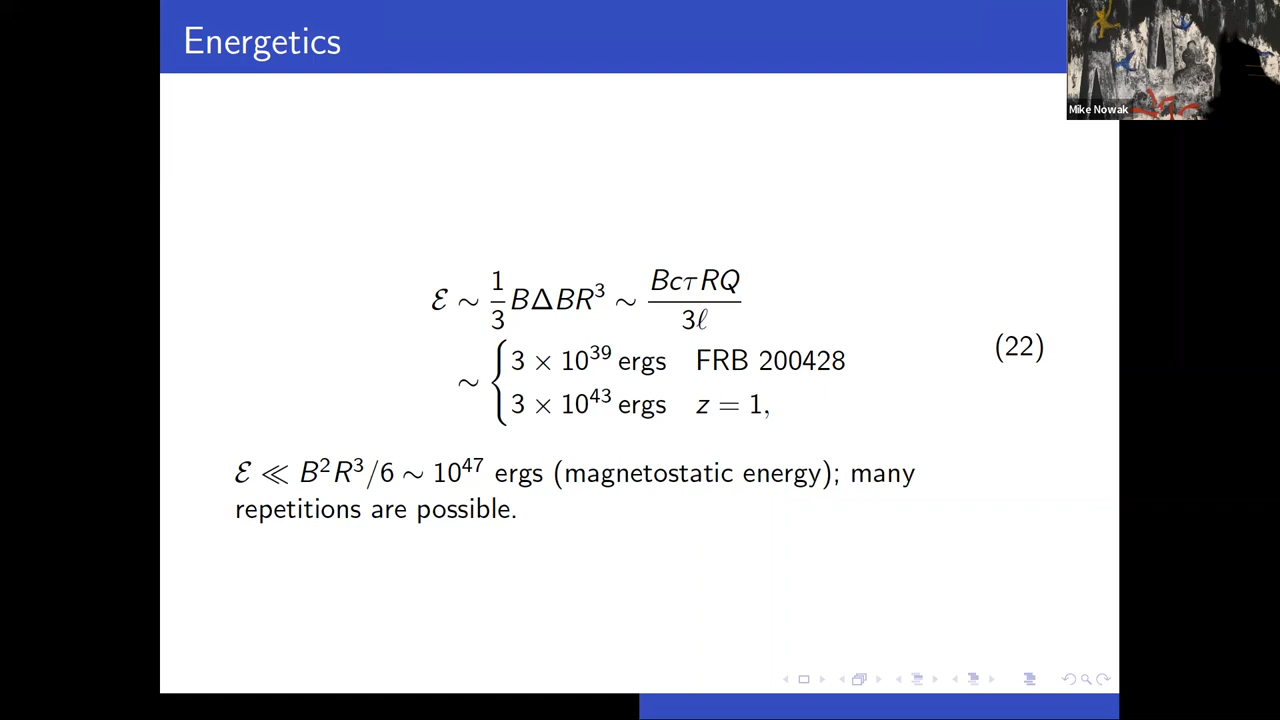 Energetics
Mike Nowak
ℰ ∼ 1/3 BΔBR³ ∼ BcτRQ/3ℓ
∼ { 3 × 10³⁹ ergs FRB 200428
3 × 10⁴³ ergs z = 1,
(22)
ℰ ≪ B²R³/6 ∼ 10⁴⁷ ergs (magnetostatic energy); many
repetitions are possible.